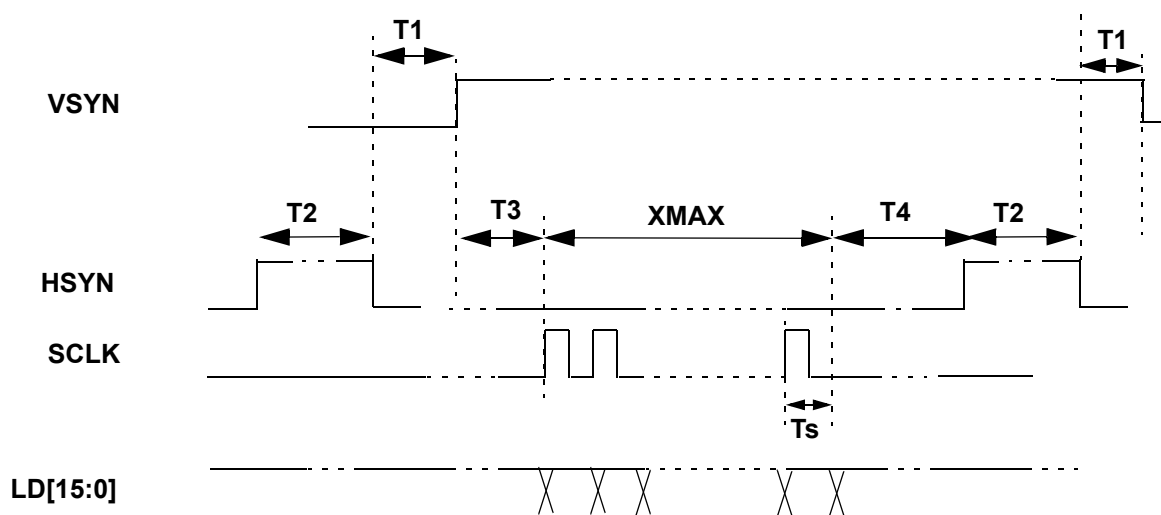 T1
T1
VSYN
T2
T3
XMAX
T4
T2
HSYN
SCLK
Ts
LD[15:0]